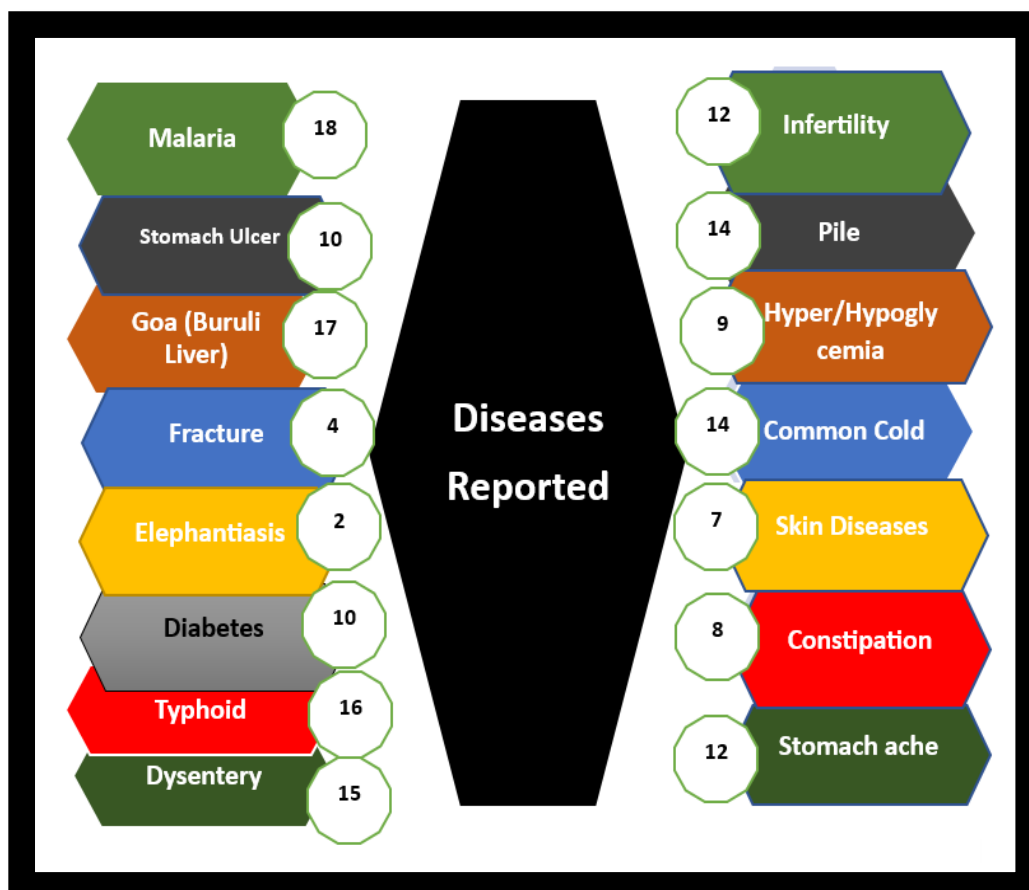 Malaria
18
Stomach Ulcer
10
Goa (Buruli
Liver)
17
Fracture
4
Elephantiasis
2
Diabetes
10
Typhoid
16
Dysentery
15
Diseases
Reported
12
Infertility
14
Pile
9
Hyper/Hypogly
cemia
14
Common Cold
7
Skin Diseases
8
Constipation
12
Stomach ache